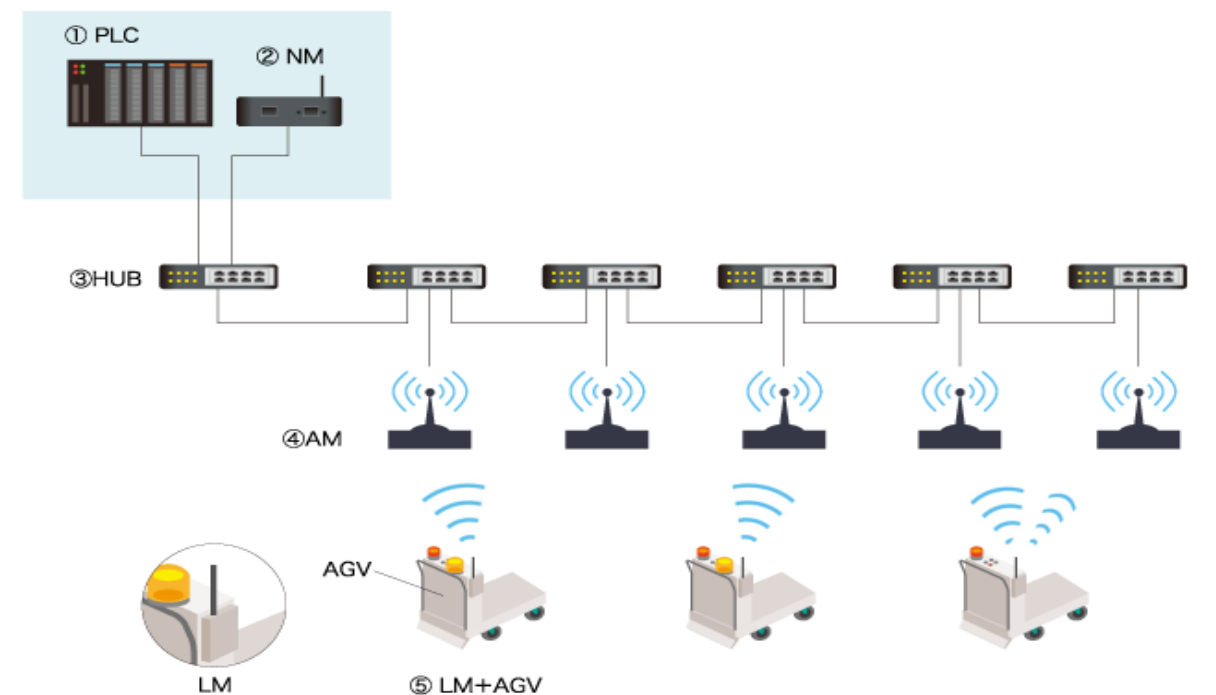 ① PLC
② NM
③HUB
④AM
AGV
LM
⑤ LM+AGV